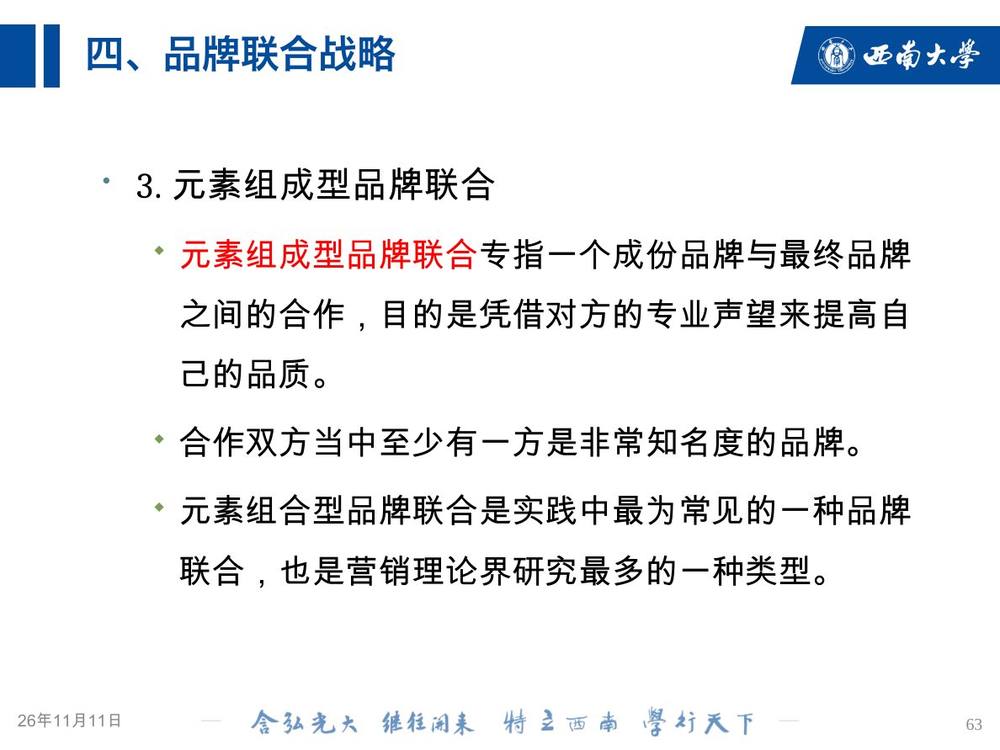 四、品牌联合战略
西南大学
• 3. 元素组成型品牌联合
元素组成型品牌联合专指一个成份品牌与最终品牌
之间的合作，目的是凭借对方的专业声望来提高自
己的品质。
合作双方当中至少有一方是非常知名度的品牌。
元素组合型品牌联合是实践中最为常见的一种品牌
联合，也是营销理论界研究最多的一种类型。
26年11月11日
含弘光大 继往开来 特立西南 学行天下
63